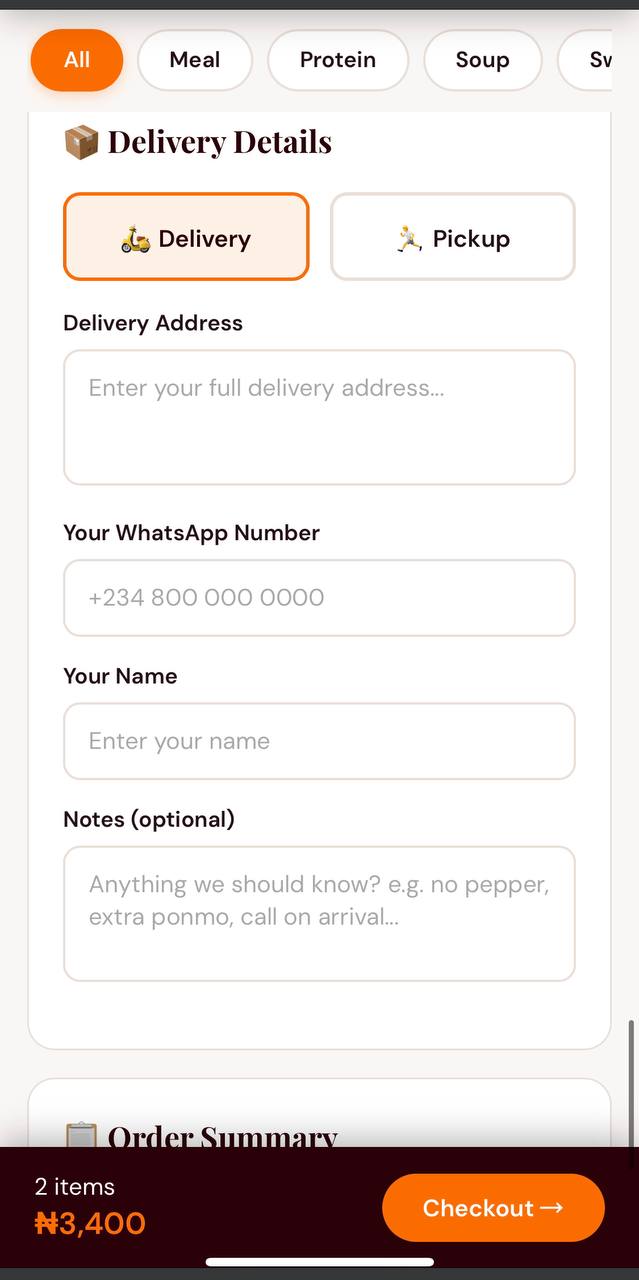 All Meal Protein Soup Sw
Delivery Details
Delivery Pickup
Delivery Address
Enter your full delivery address...
Your WhatsApp Number
+234 800 000 0000
Your Name
Enter your name
Notes (optional)
Anything we should know? e.g. no pepper,
extra ponmo, call on arrival...
Order Summary
2 items
₦3,400
Checkout →